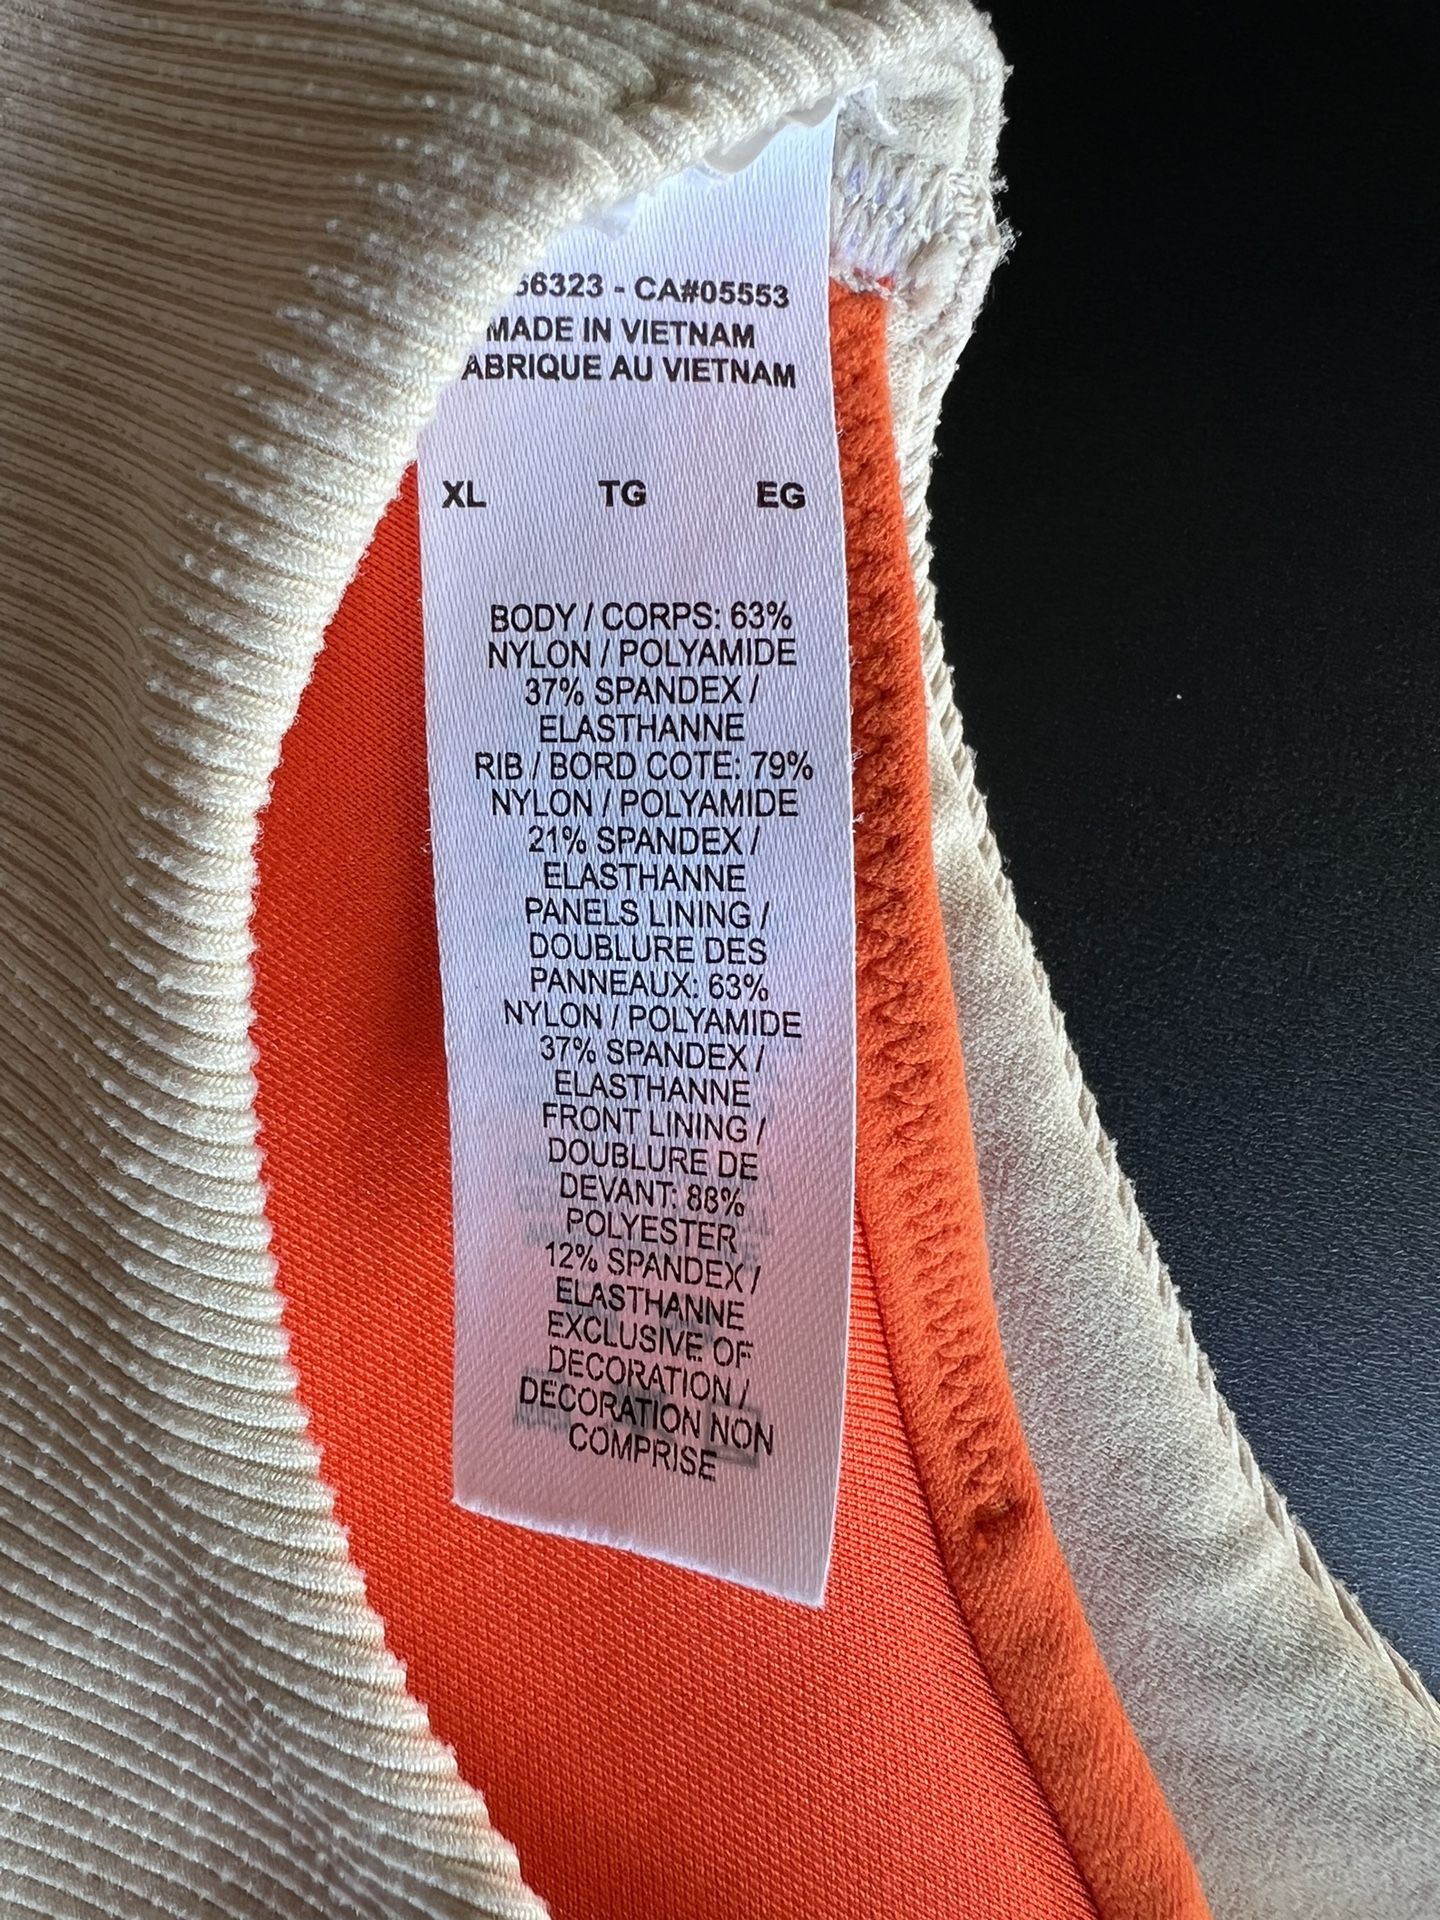 56323 - CA#05553
MADE IN VIETNAM
ABRIQUE AU VIETNAM
XL TG EG
BODY / CORPS: 63%
NYLON / POLYAMIDE
37% SPANDEX /
ELASTHANNE
RIB / BORD COTE: 79%
NYLON / POLYAMIDE
21% SPANDEX /
ELASTHANNE
PANELS LINING /
DOUBLURE DES
PANNEAUX: 63%
NYLON / POLYAMIDE
37% SPANDEX /
ELASTHANNE
FRONT LINING /
DOUBLURE DE
DEVANT: 88%
POLYESTER
12% SPANDEX /
ELASTHANNE
EXCLUSIVE OF
DECORATION /
DECORATION NON
COMPRISE